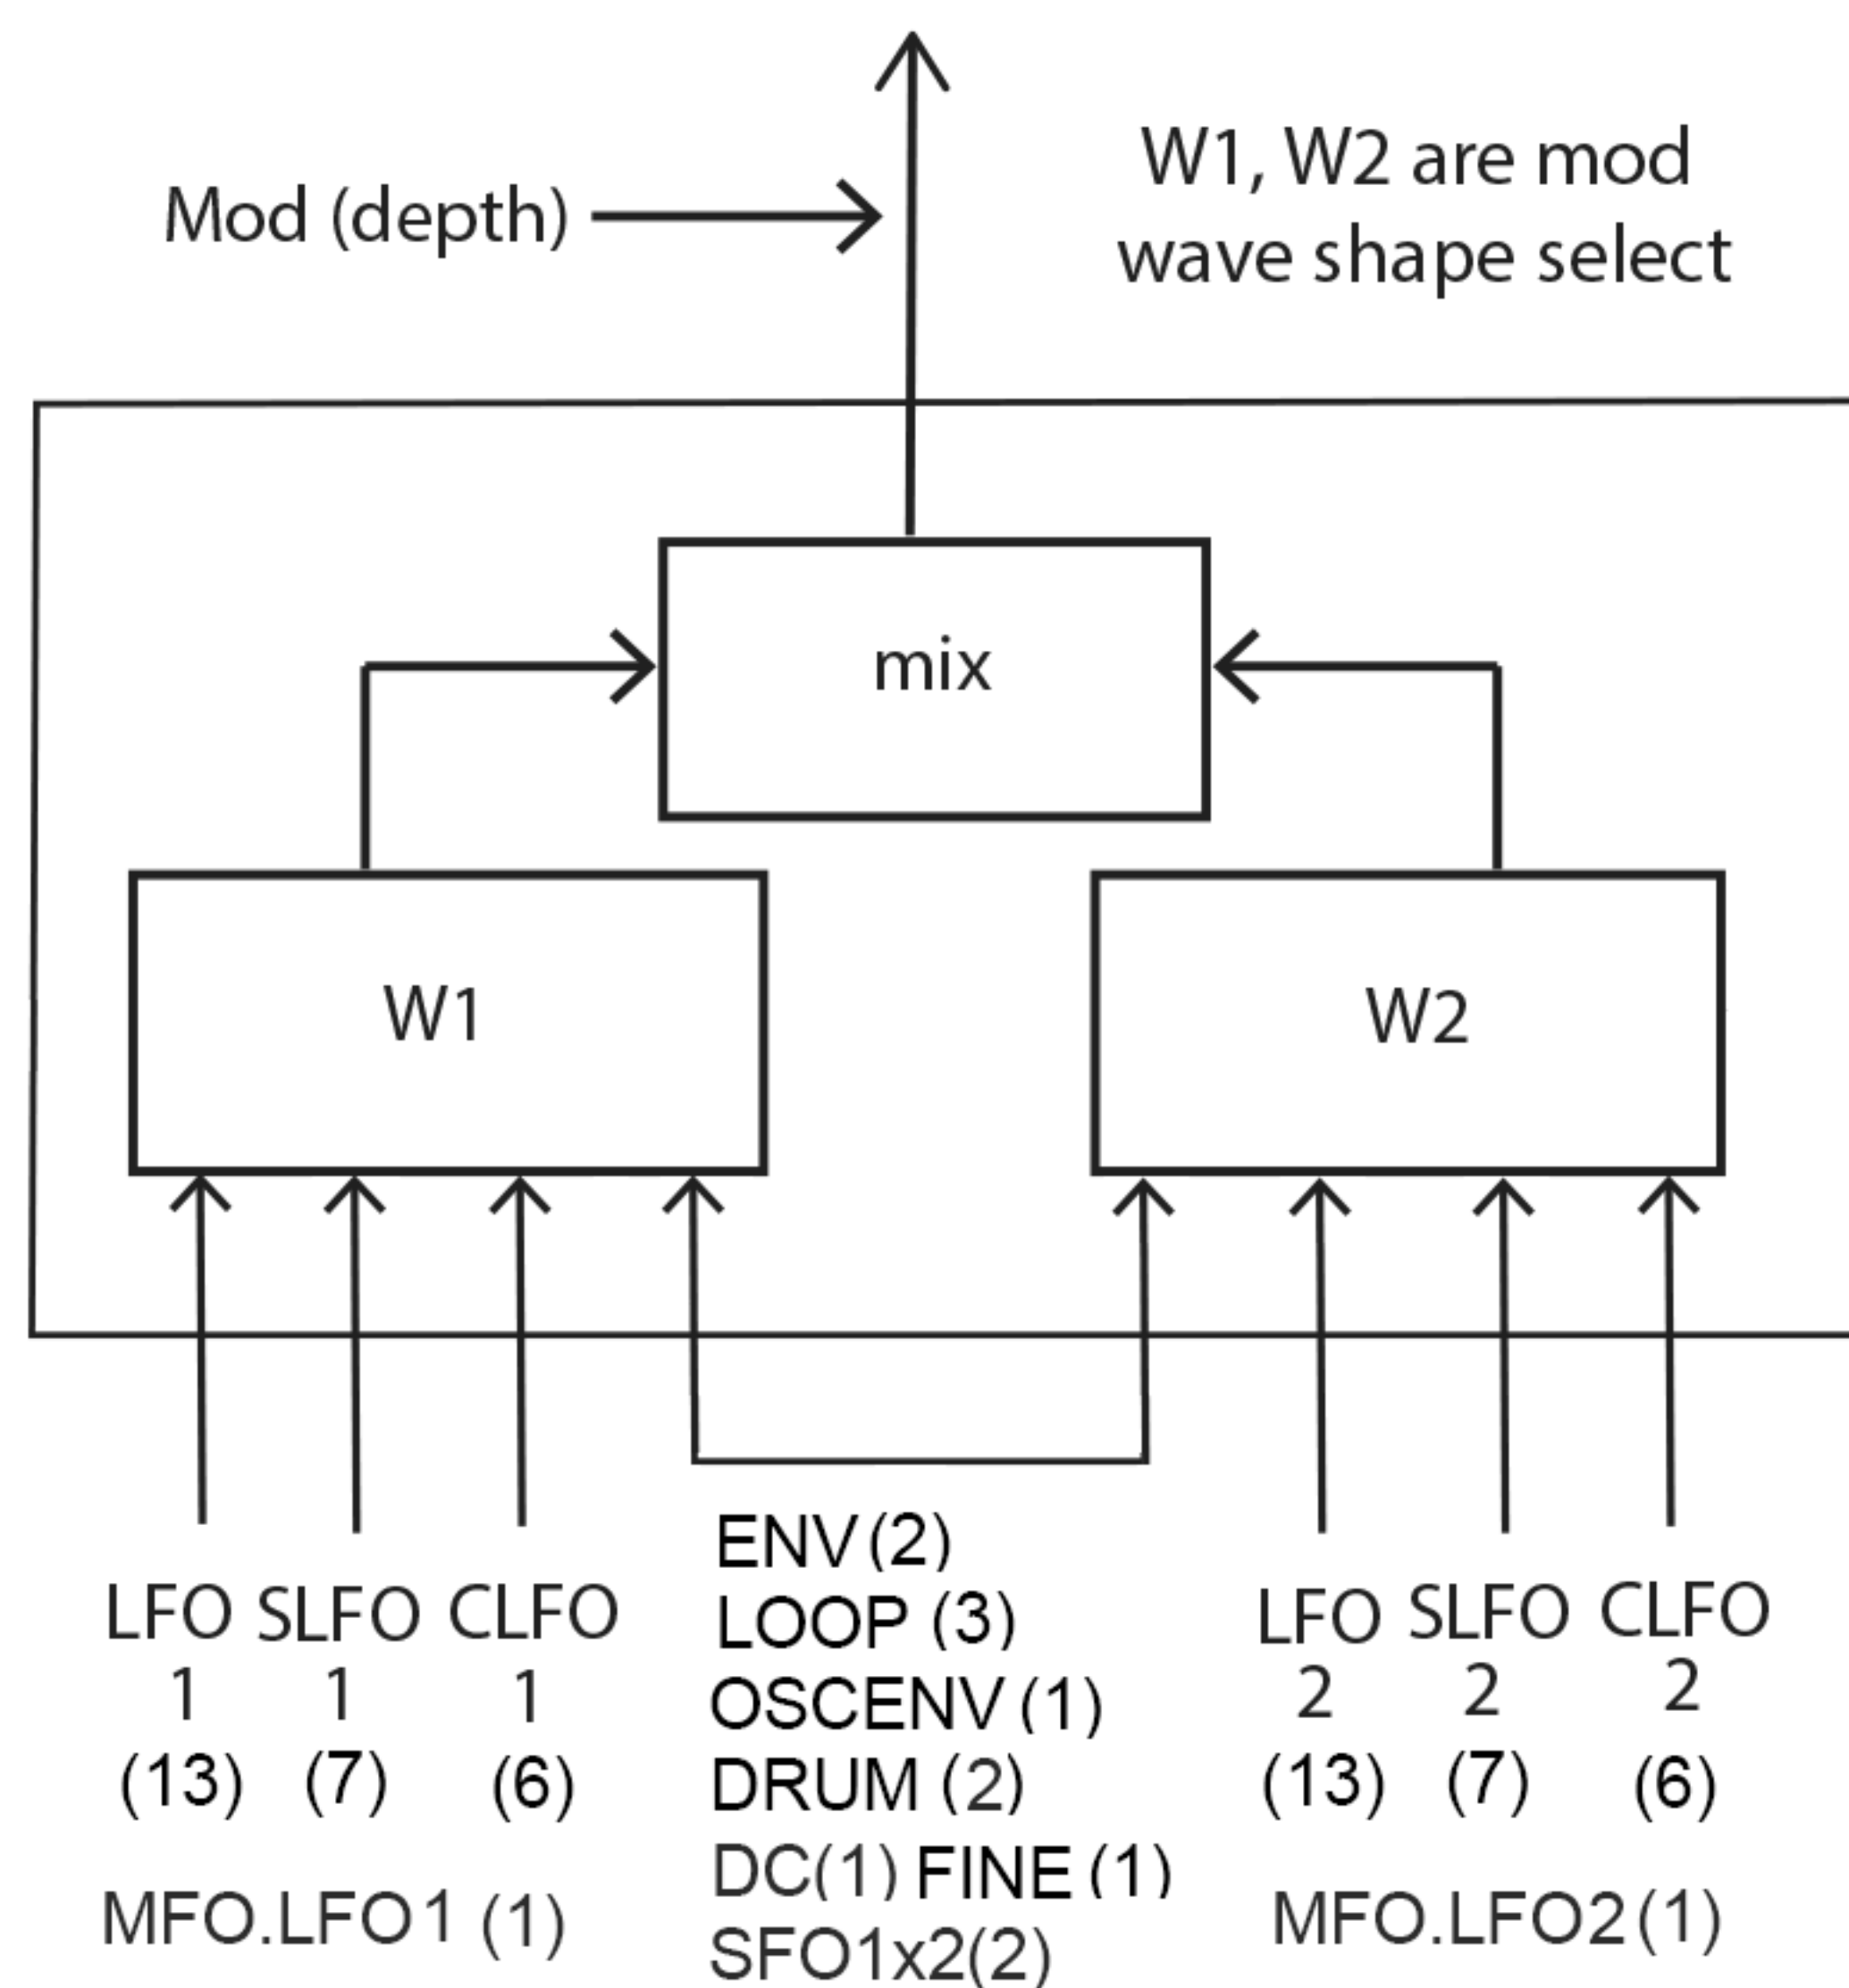 W1, W2 are mod
wave shape select
Mod (depth)
mix
W1
W2
LFO SLFO CLFO
1 1 1
(13) (7) (6)
MFO.LFO1 (1)
ENV(2)
LOOP (3)
OSCENV(1)
DRUM (2)
DC(1) FINE(1)
SFO1x2(2)
LFO SLFO CLFO
2 2 2
(13) (7) (6)
MFO.LFO2(1)